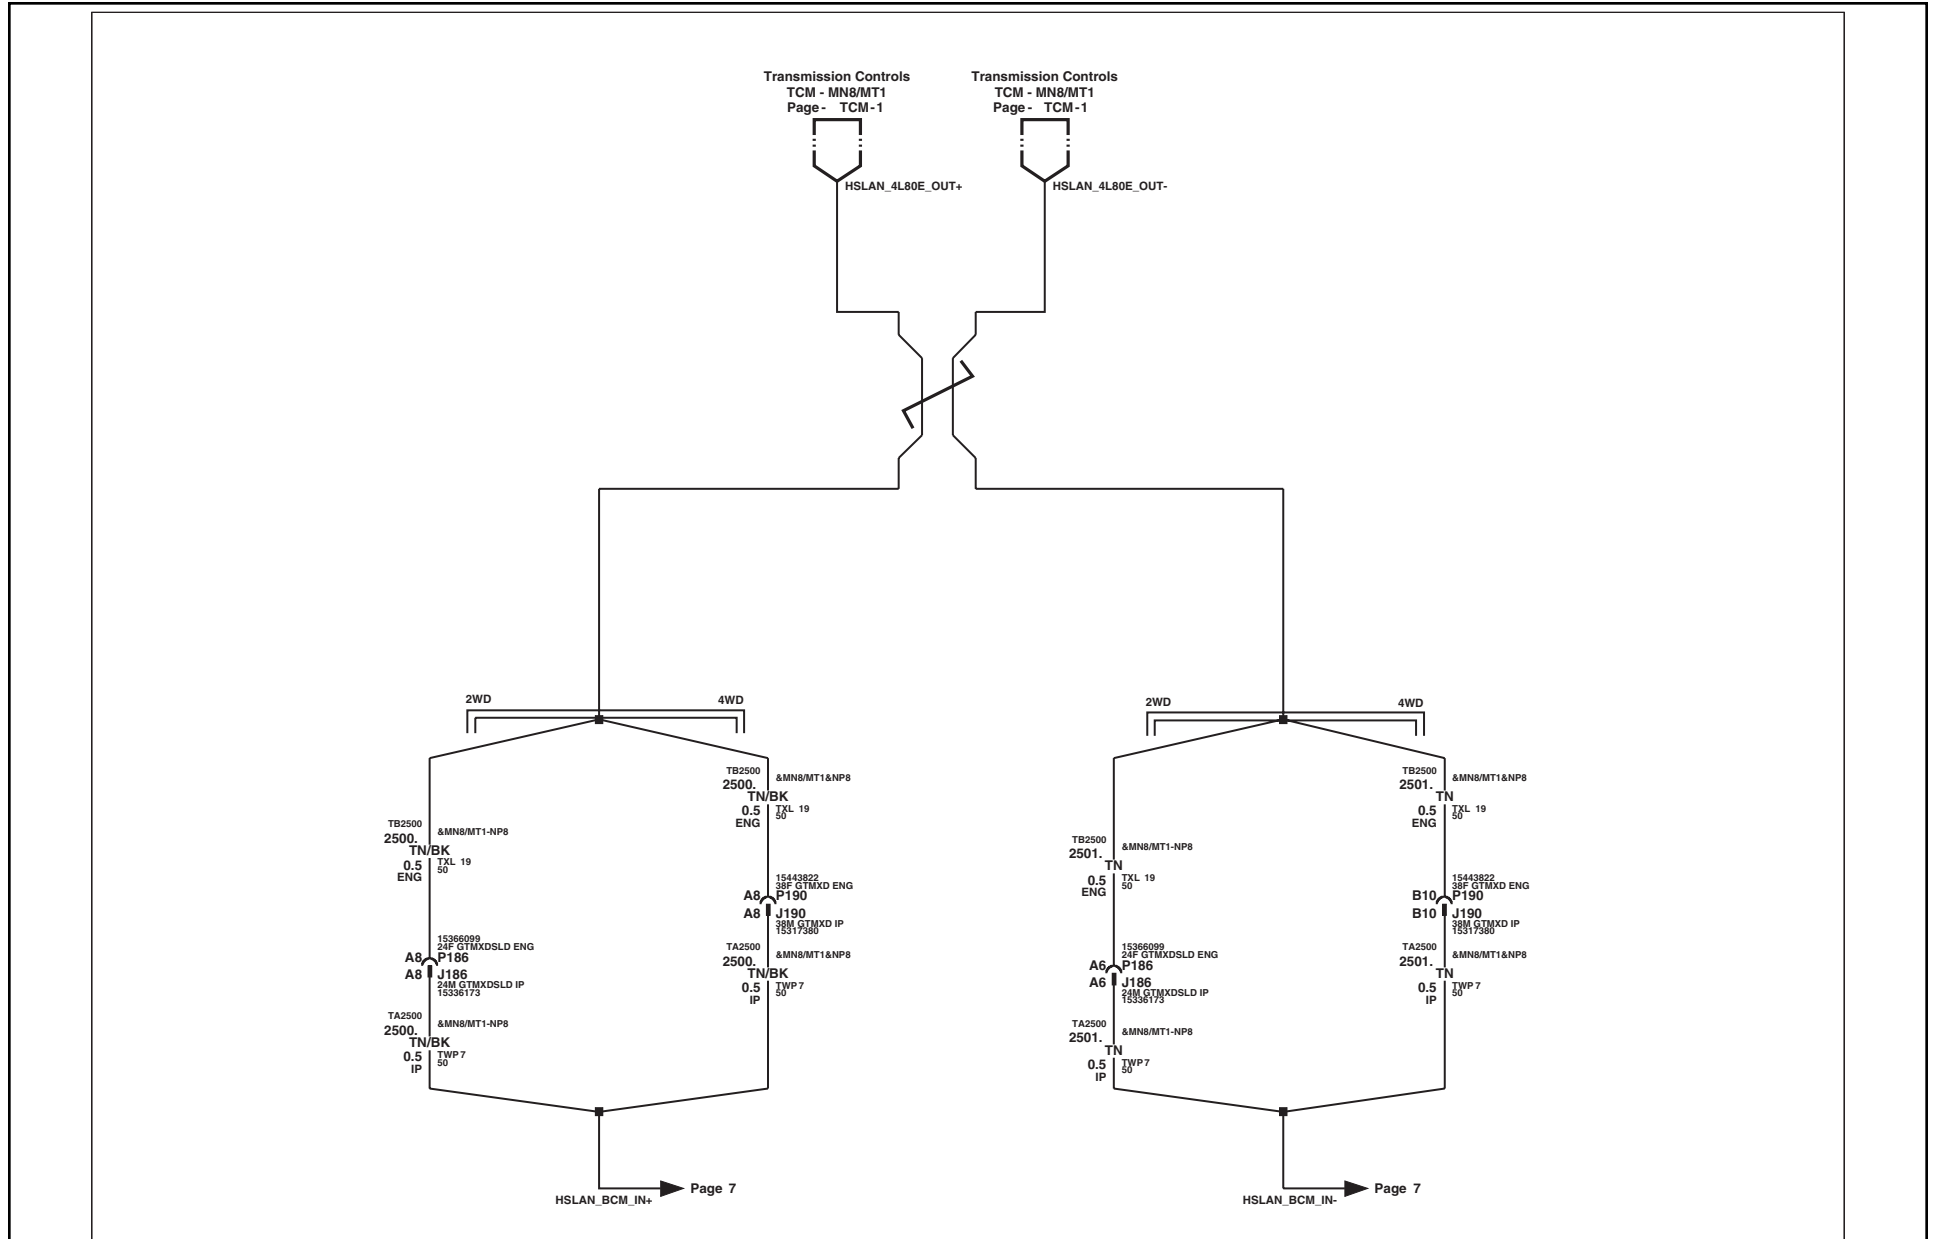 Transmission Controls
TCM - MN8/MT1
Page - TCM-1
Transmission Controls
TCM - MN8/MT1
Page - TCM-1
HSLAN_4L80E_OUT+
HSLAN_4L80E_OUT-
2WD
4WD
2WD
4WD
TB2500
2500.
&MN8/MT1-NP8
TN/BK
0.5
TXL 19
50
ENG
15366099
24F GTMXDSLD ENG
A8 P186
A8 J186
24M GTMXDSLD IP
15336173
TA2500
2500.
&MN8/MT1-NP8
TN/BK
0.5
TWP 7
50
IP
TB2500
2500.
&MN8/MT1&NP8
TN/BK
0.5
TXL 19
50
ENG
15443822
38F GTMXD ENG
A8 P190
A8 J190
38M GTMXD IP
15317380
TA2500
2500.
&MN8/MT1&NP8
TN/BK
0.5
TWP 7
50
IP
TB2500
2501.
&MN8/MT1-NP8
TN
0.5
TXL 19
50
ENG
15366099
24F GTMXDSLD ENG
A6 P186
A6 J186
24M GTMXDSLD IP
15336173
TA2500
2501.
&MN8/MT1-NP8
TN
0.5
TWP 7
50
IP
TB2500
2501.
&MN8/MT1&NP8
TN
0.5
TXL 19
50
ENG
15443822
38F GTMXD ENG
B10 P190
B10 J190
38M GTMXD IP
15317380
TA2500
2501.
&MN8/MT1&NP8
TN
0.5
TWP 7
50
IP
HSLAN_BCM_IN+
Page 7
HSLAN_BCM_IN-
Page 7